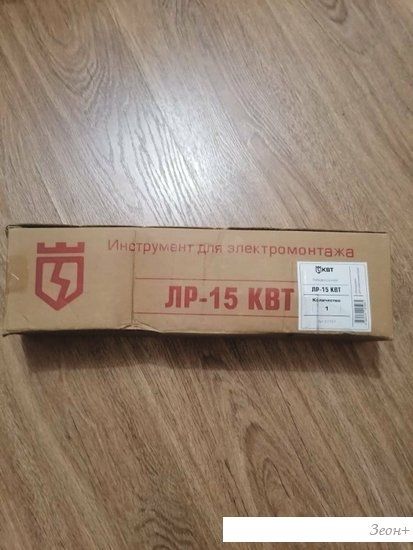 Инструмент для электромонтажа
ЛР-15 КВТ
КВТ
ЛР-15 КВТ
Количество
1
Зеон+